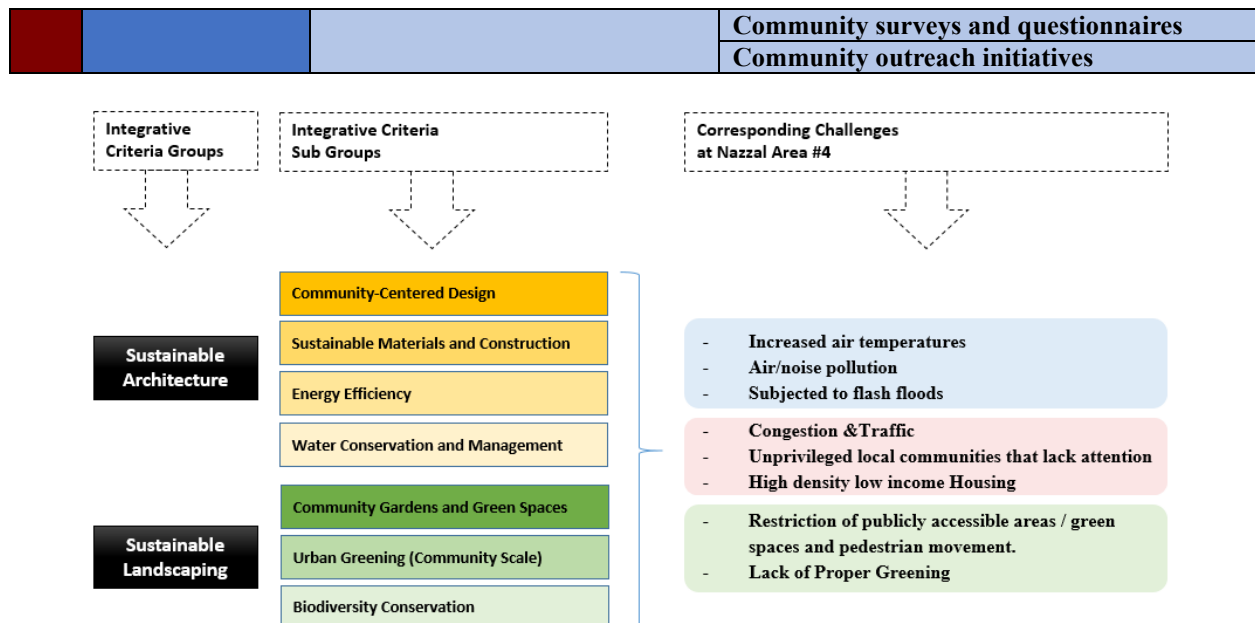 Community surveys and questionnaires
Community outreach initiatives
Integrative
Criteria Groups
Integrative Criteria
Sub Groups
Corresponding Challenges
at Nazzal Area #4
Sustainable
Architecture
Community-Centered Design
Sustainable Materials and Construction
Energy Efficiency
Water Conservation and Management
Sustainable
Landscaping
Community Gardens and Green Spaces
Urban Greening (Community Scale)
Biodiversity Conservation
- Increased air temperatures
- Air/noise pollution
- Subjected to flash floods
- Congestion &Traffic
- Unprivileged local communities that lack attention
- High density low income Housing
- Restriction of publicly accessible areas / green
spaces and pedestrian movement.
- Lack of Proper Greening